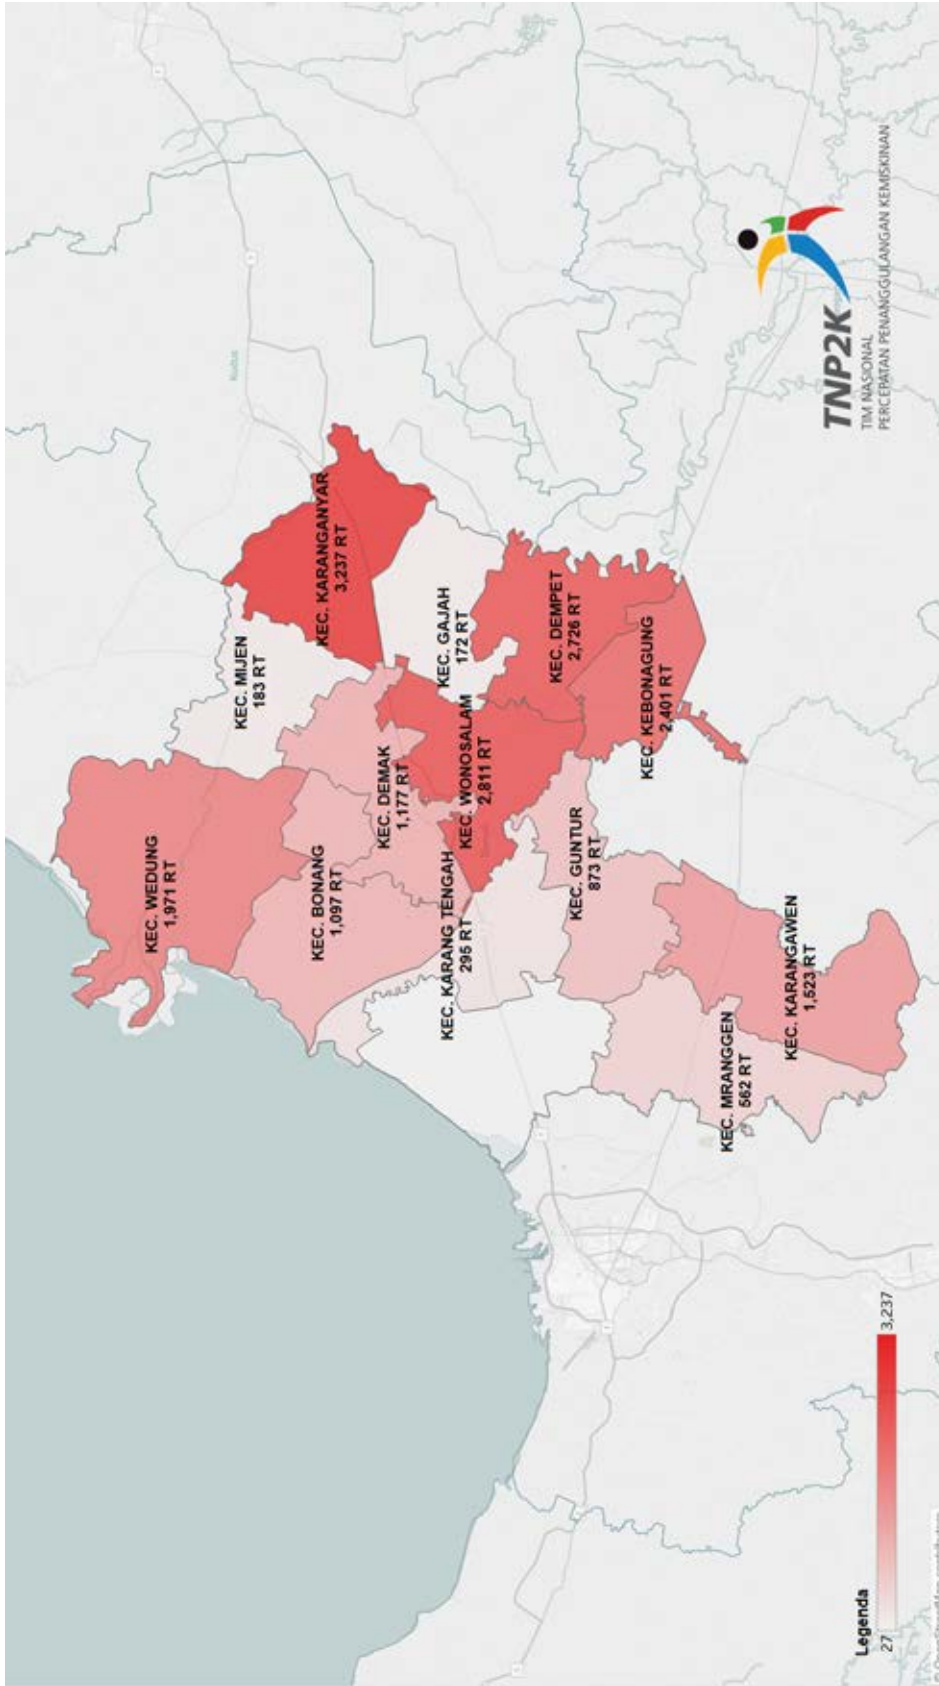 KEC. WEDUNG
1,971 RT
KEC. MIJEN
183 RT
KEC. BONANG
1,097 RT
KEC. KARANGANYAR
3,237 RT
KEC. DEMAK
1,177 RT
KEC. GAJAH
172 RT
KEC. KARANG TENGAH
295 RT
KEC. WONOSALAM
2,811 RT
KEC. DEMPET
2,726 RT
KEC. GUNTUR
873 RT
KEC. KEBONAGUNG
2,401 RT
KEC. MRANGGEN
562 RT
KEC. KARANGAWEN
1,523 RT
Kudus
Legenda
27 3,237
TNP2K
TIM NASIONAL
PERCEPATAN PENANGGULANGAN KEMISKINAN